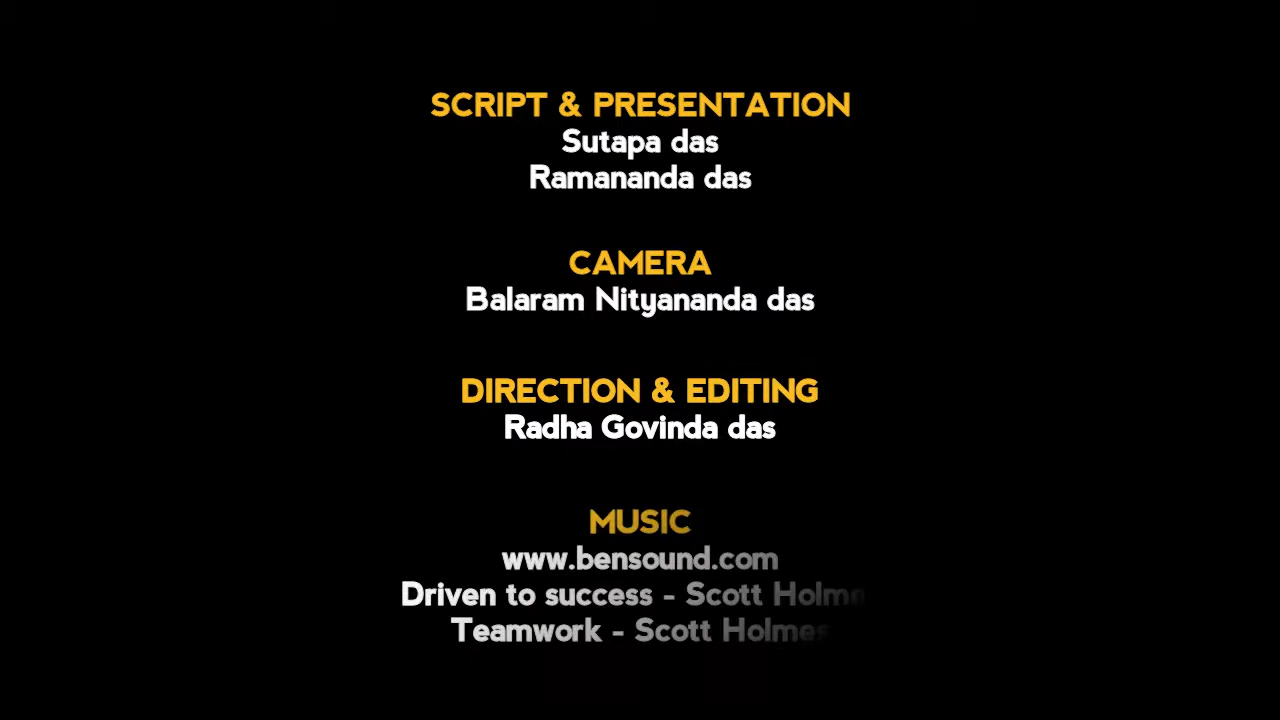 SCRIPT & PRESENTATION
Sutapa das
Ramananda das
CAMERA
Balaram Nityananda das
DIRECTION & EDITING
Radha Govinda das
MUSIC
www.bensound.com
Driven to success - Scott Holme
Teamwork - Scott Holmes